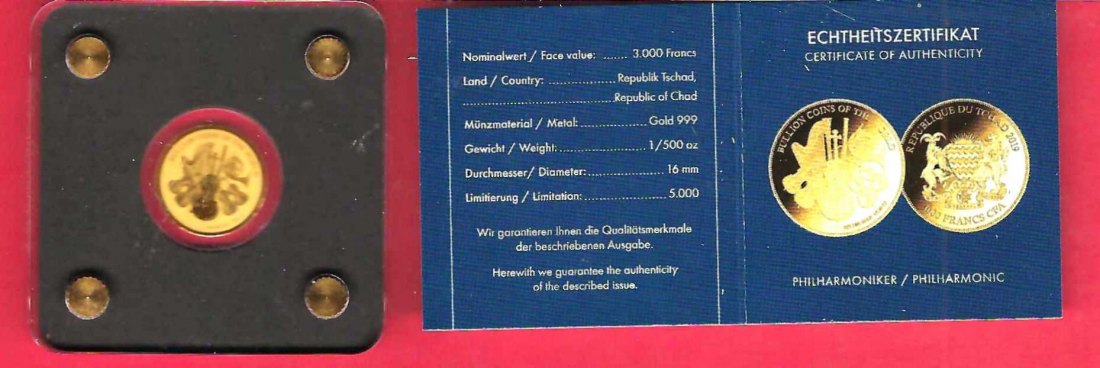 Nominalwert / Face value: ....... 3.000 Francs
Land / Country: .................... Republik Tschad,
.............................................Republic of Chad
Münzmaterial / Metal:.................... Gold 999
Gewicht / Weight:......................... 1/500 oz
Durchmesser/ Diameter:....................16 mm
Limitierung / Limitation:..................... 5.000
Wir garantieren Ihnen die Qualitätsmerkmale
der beschriebenen Ausgabe.
Herewith we guarantee the authenticity
of the described issue.
ECHTHEITSZERTIFIKAT
CERTIFICATE OF AUTHENTICITY
BULLION COINS OF THE
REPUBLIQUE DU TCHAD 2019
FRANCS CFA
PHILHARMONIKER / PHILHARMONIC